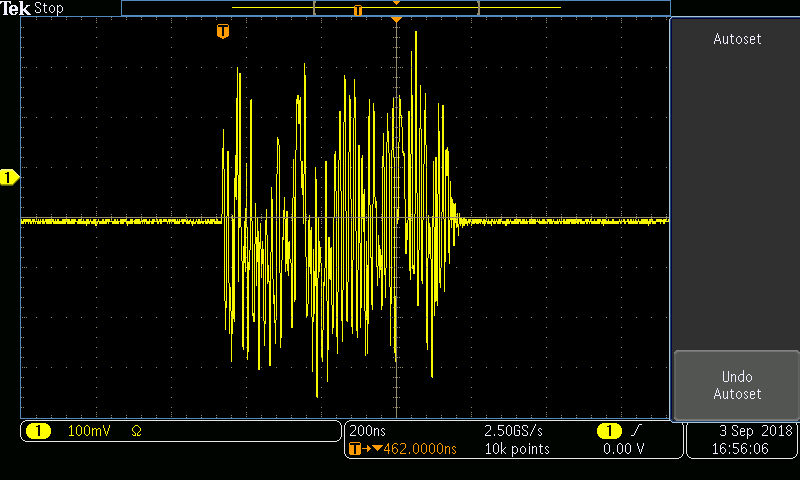 Tek Stop
T
T
Autoset
1
Undo
Autoset
1 100mV Ω
200ns 2.50GS/s 1
T→▼462.0000ns 10k points 0.00 V
3 Sep 2018
16:56:06